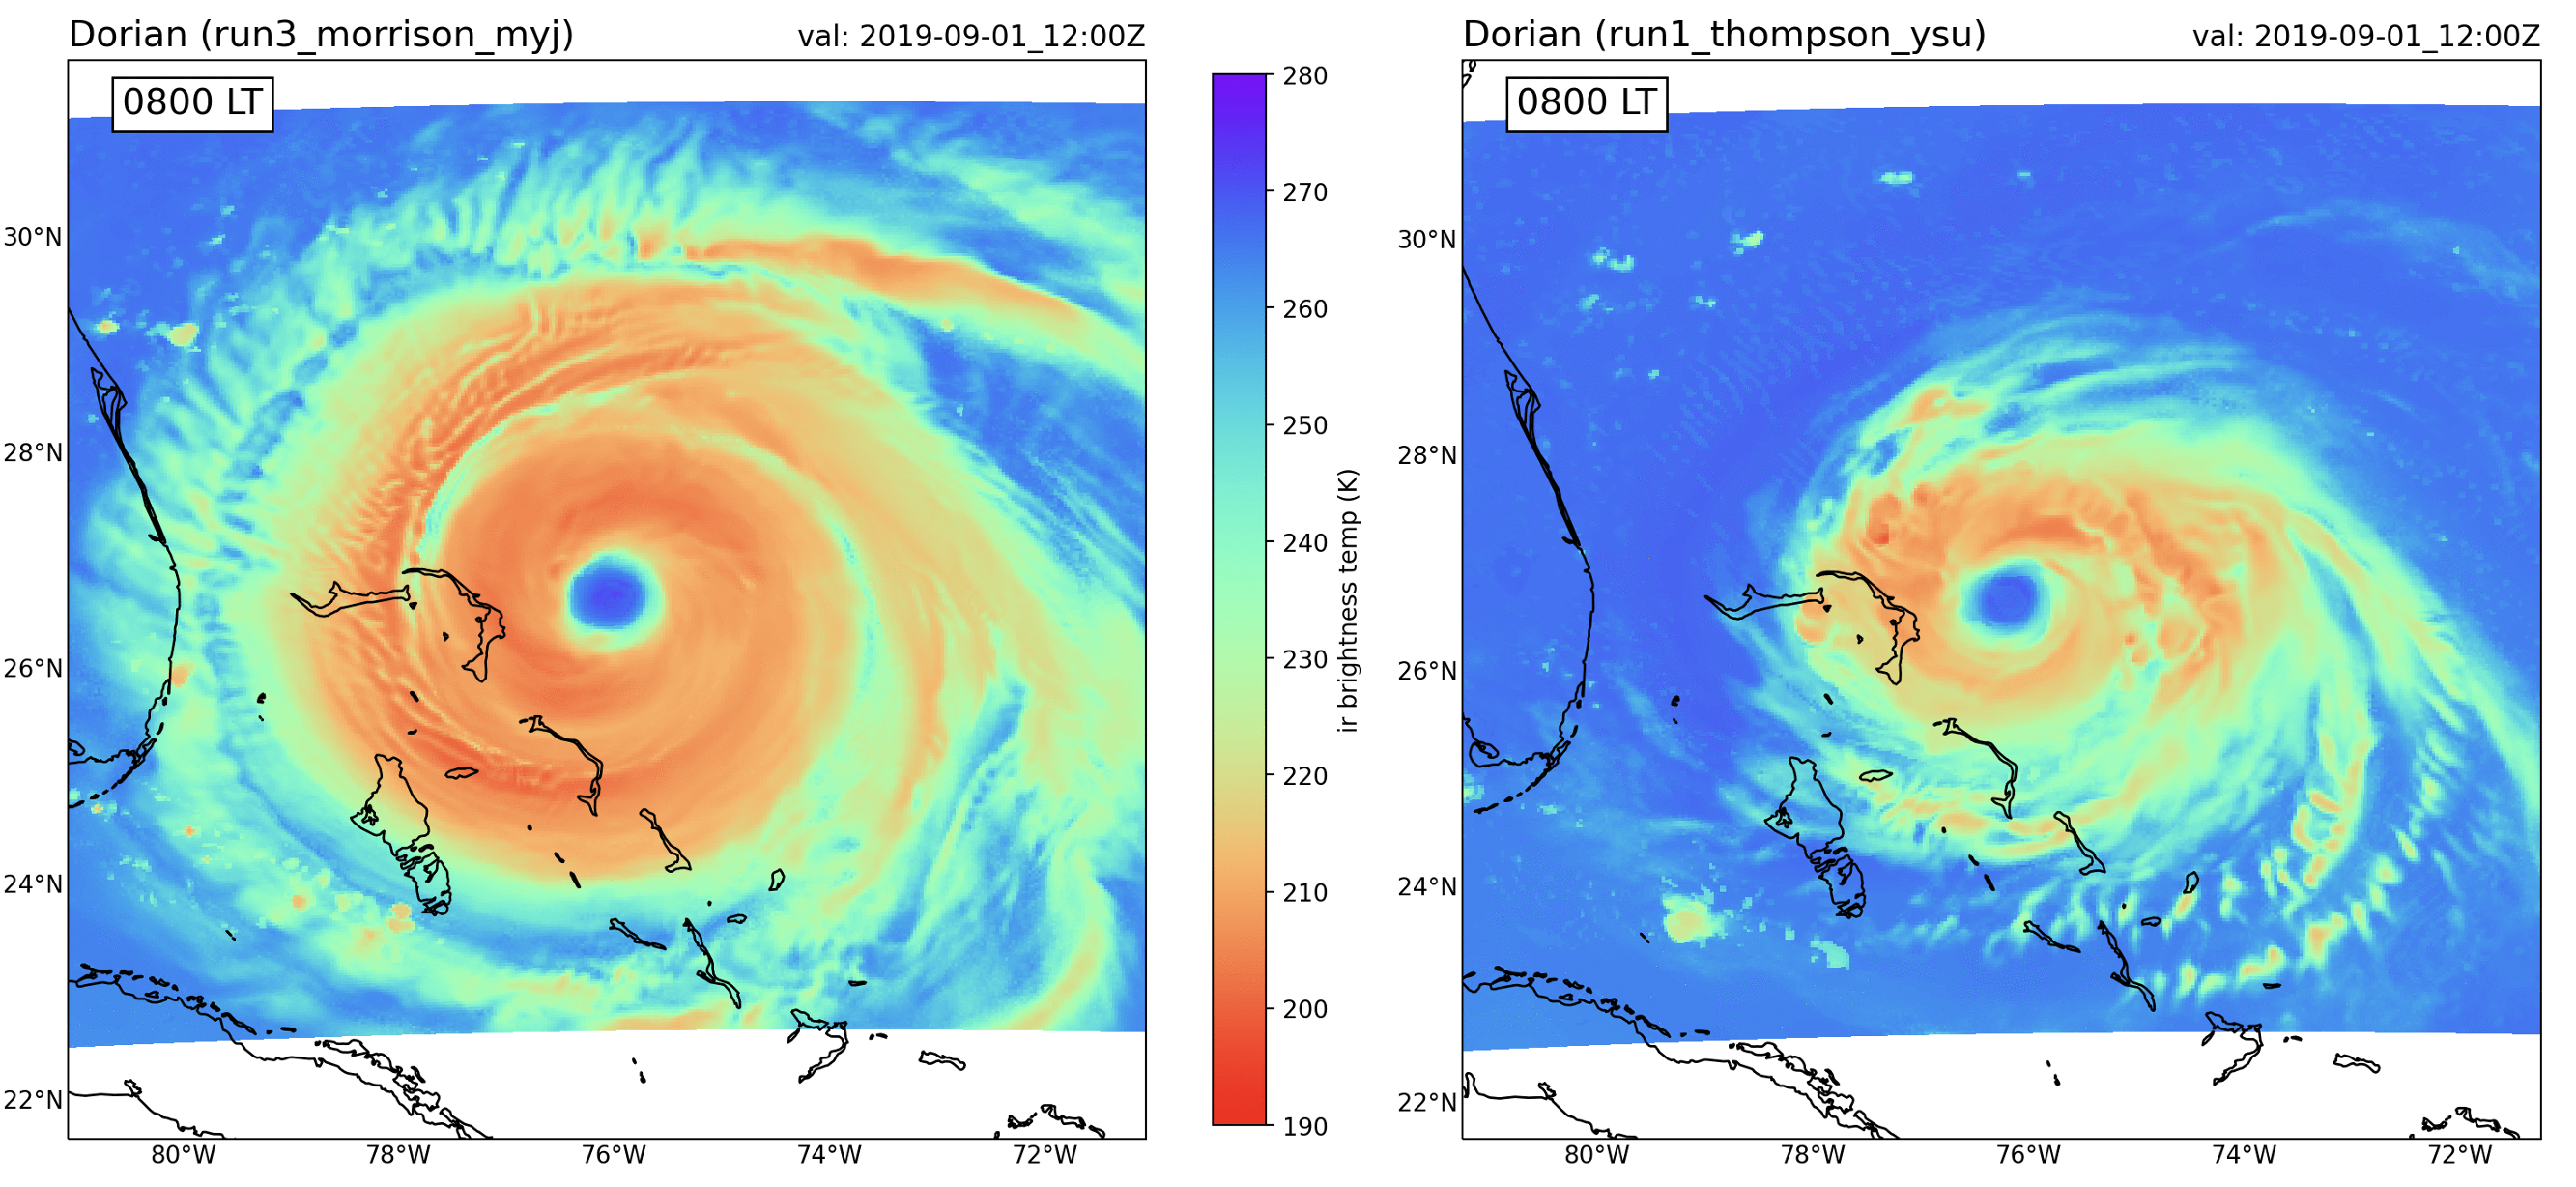 Dorian (run3_morrison_myj)
val: 2019-09-01_12:00Z
0800 LT
30°N
28°N
26°N
24°N
22°N
80°W
78°W
76°W
74°W
72°W
280
270
260
250
240
230
220
210
200
190
ir brightness temp (K)
Dorian (run1_thompson_ysu)
val: 2019-09-01_12:00Z
0800 LT
30°N
28°N
26°N
24°N
22°N
80°W
78°W
76°W
74°W
72°W